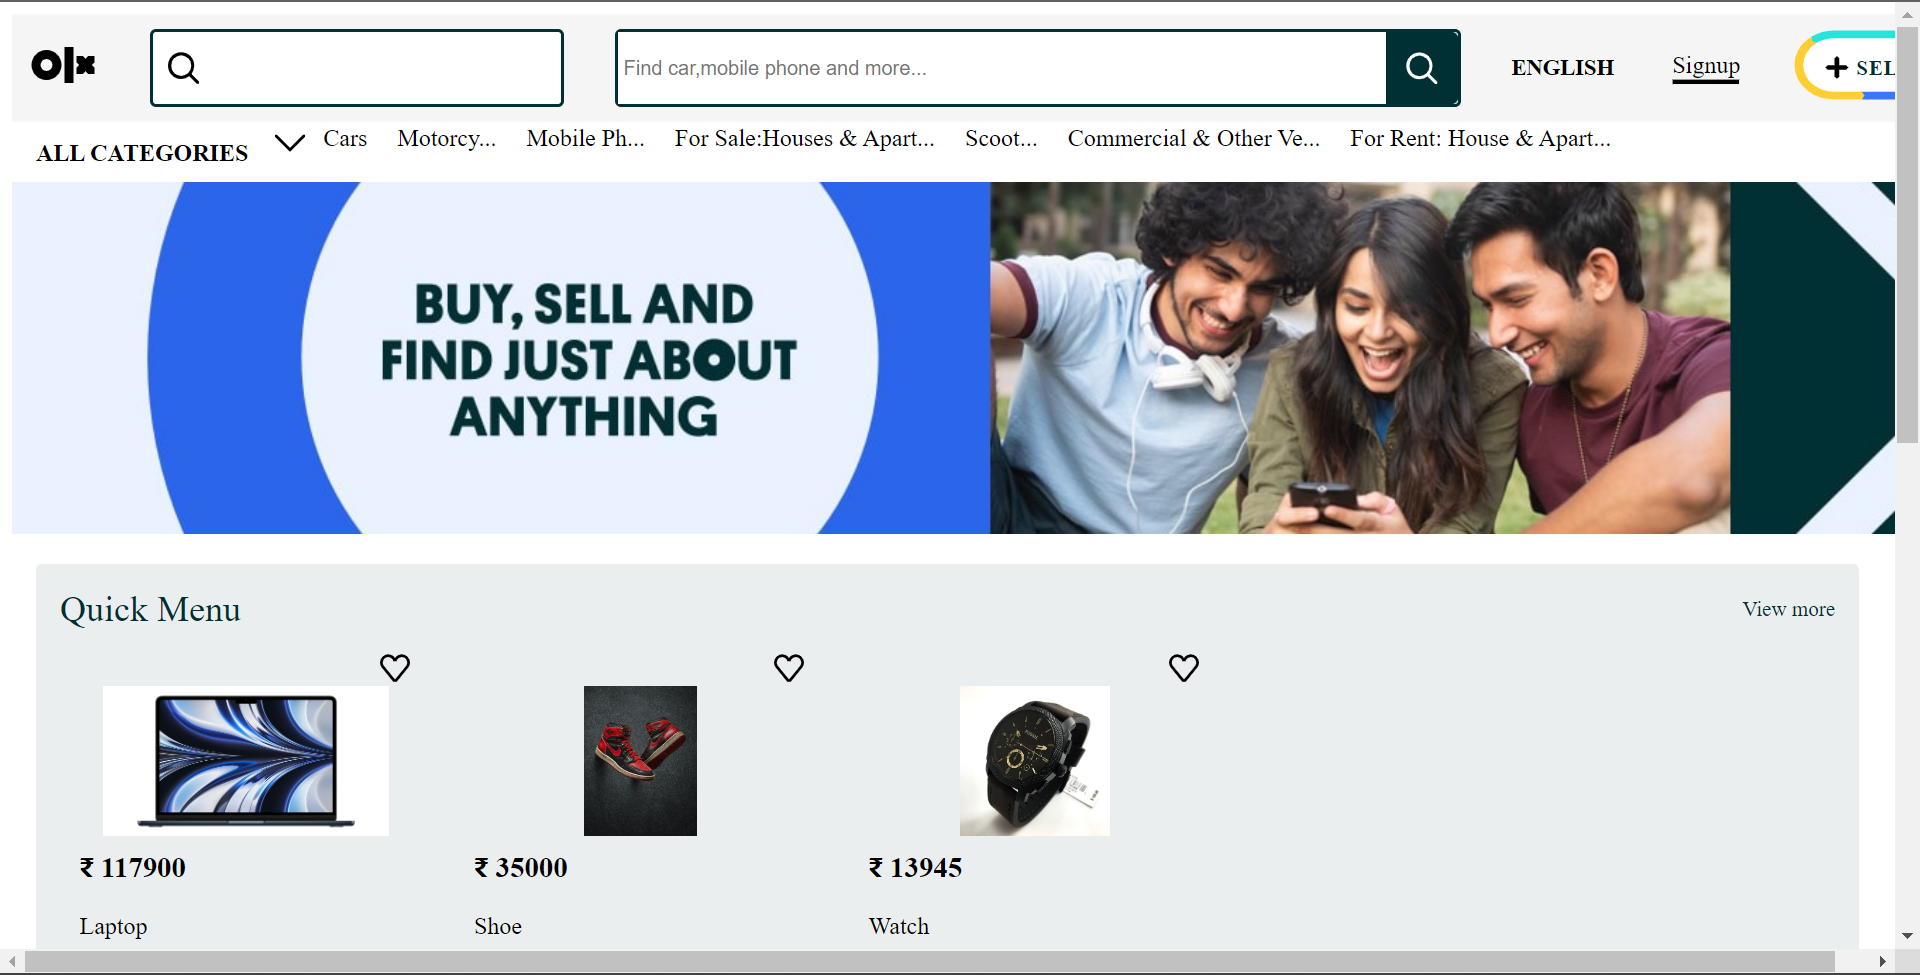 olx
Find car,mobile phone and more...
ENGLISH
Signup
SEL
ALL CATEGORIES
Cars
Motorcy...
Mobile Ph...
For Sale:Houses & Apart...
Scoot...
Commercial & Other Ve...
For Rent: House & Apart...
BUY, SELL AND
FIND JUST ABOUT
ANYTHING
Quick Menu
View more
₹ 117900
Laptop
₹ 35000
Shoe
₹ 13945
Watch